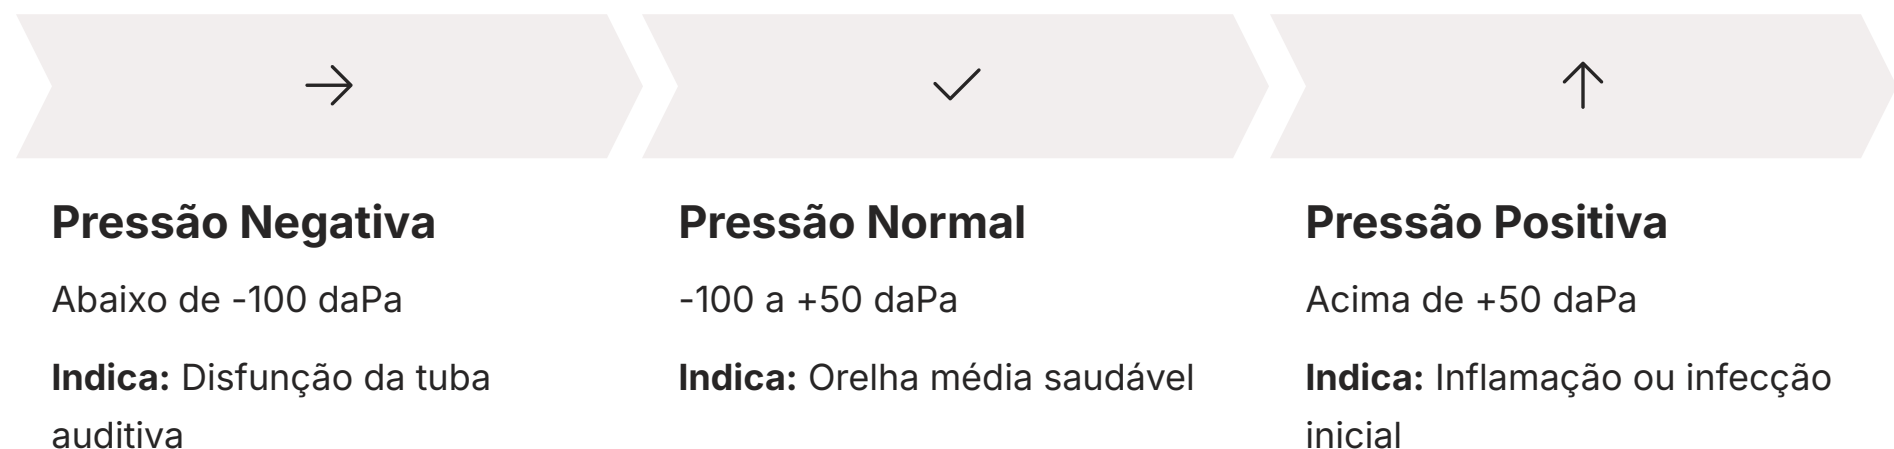 Pressão Negativa
Abaixo de -100 daPa
Indica: Disfunção da tuba
auditiva
Pressão Normal
-100 a +50 daPa
Indica: Orelha média saudável
Pressão Positiva
Acima de +50 daPa
Indica: Inflamação ou infecção
inicial